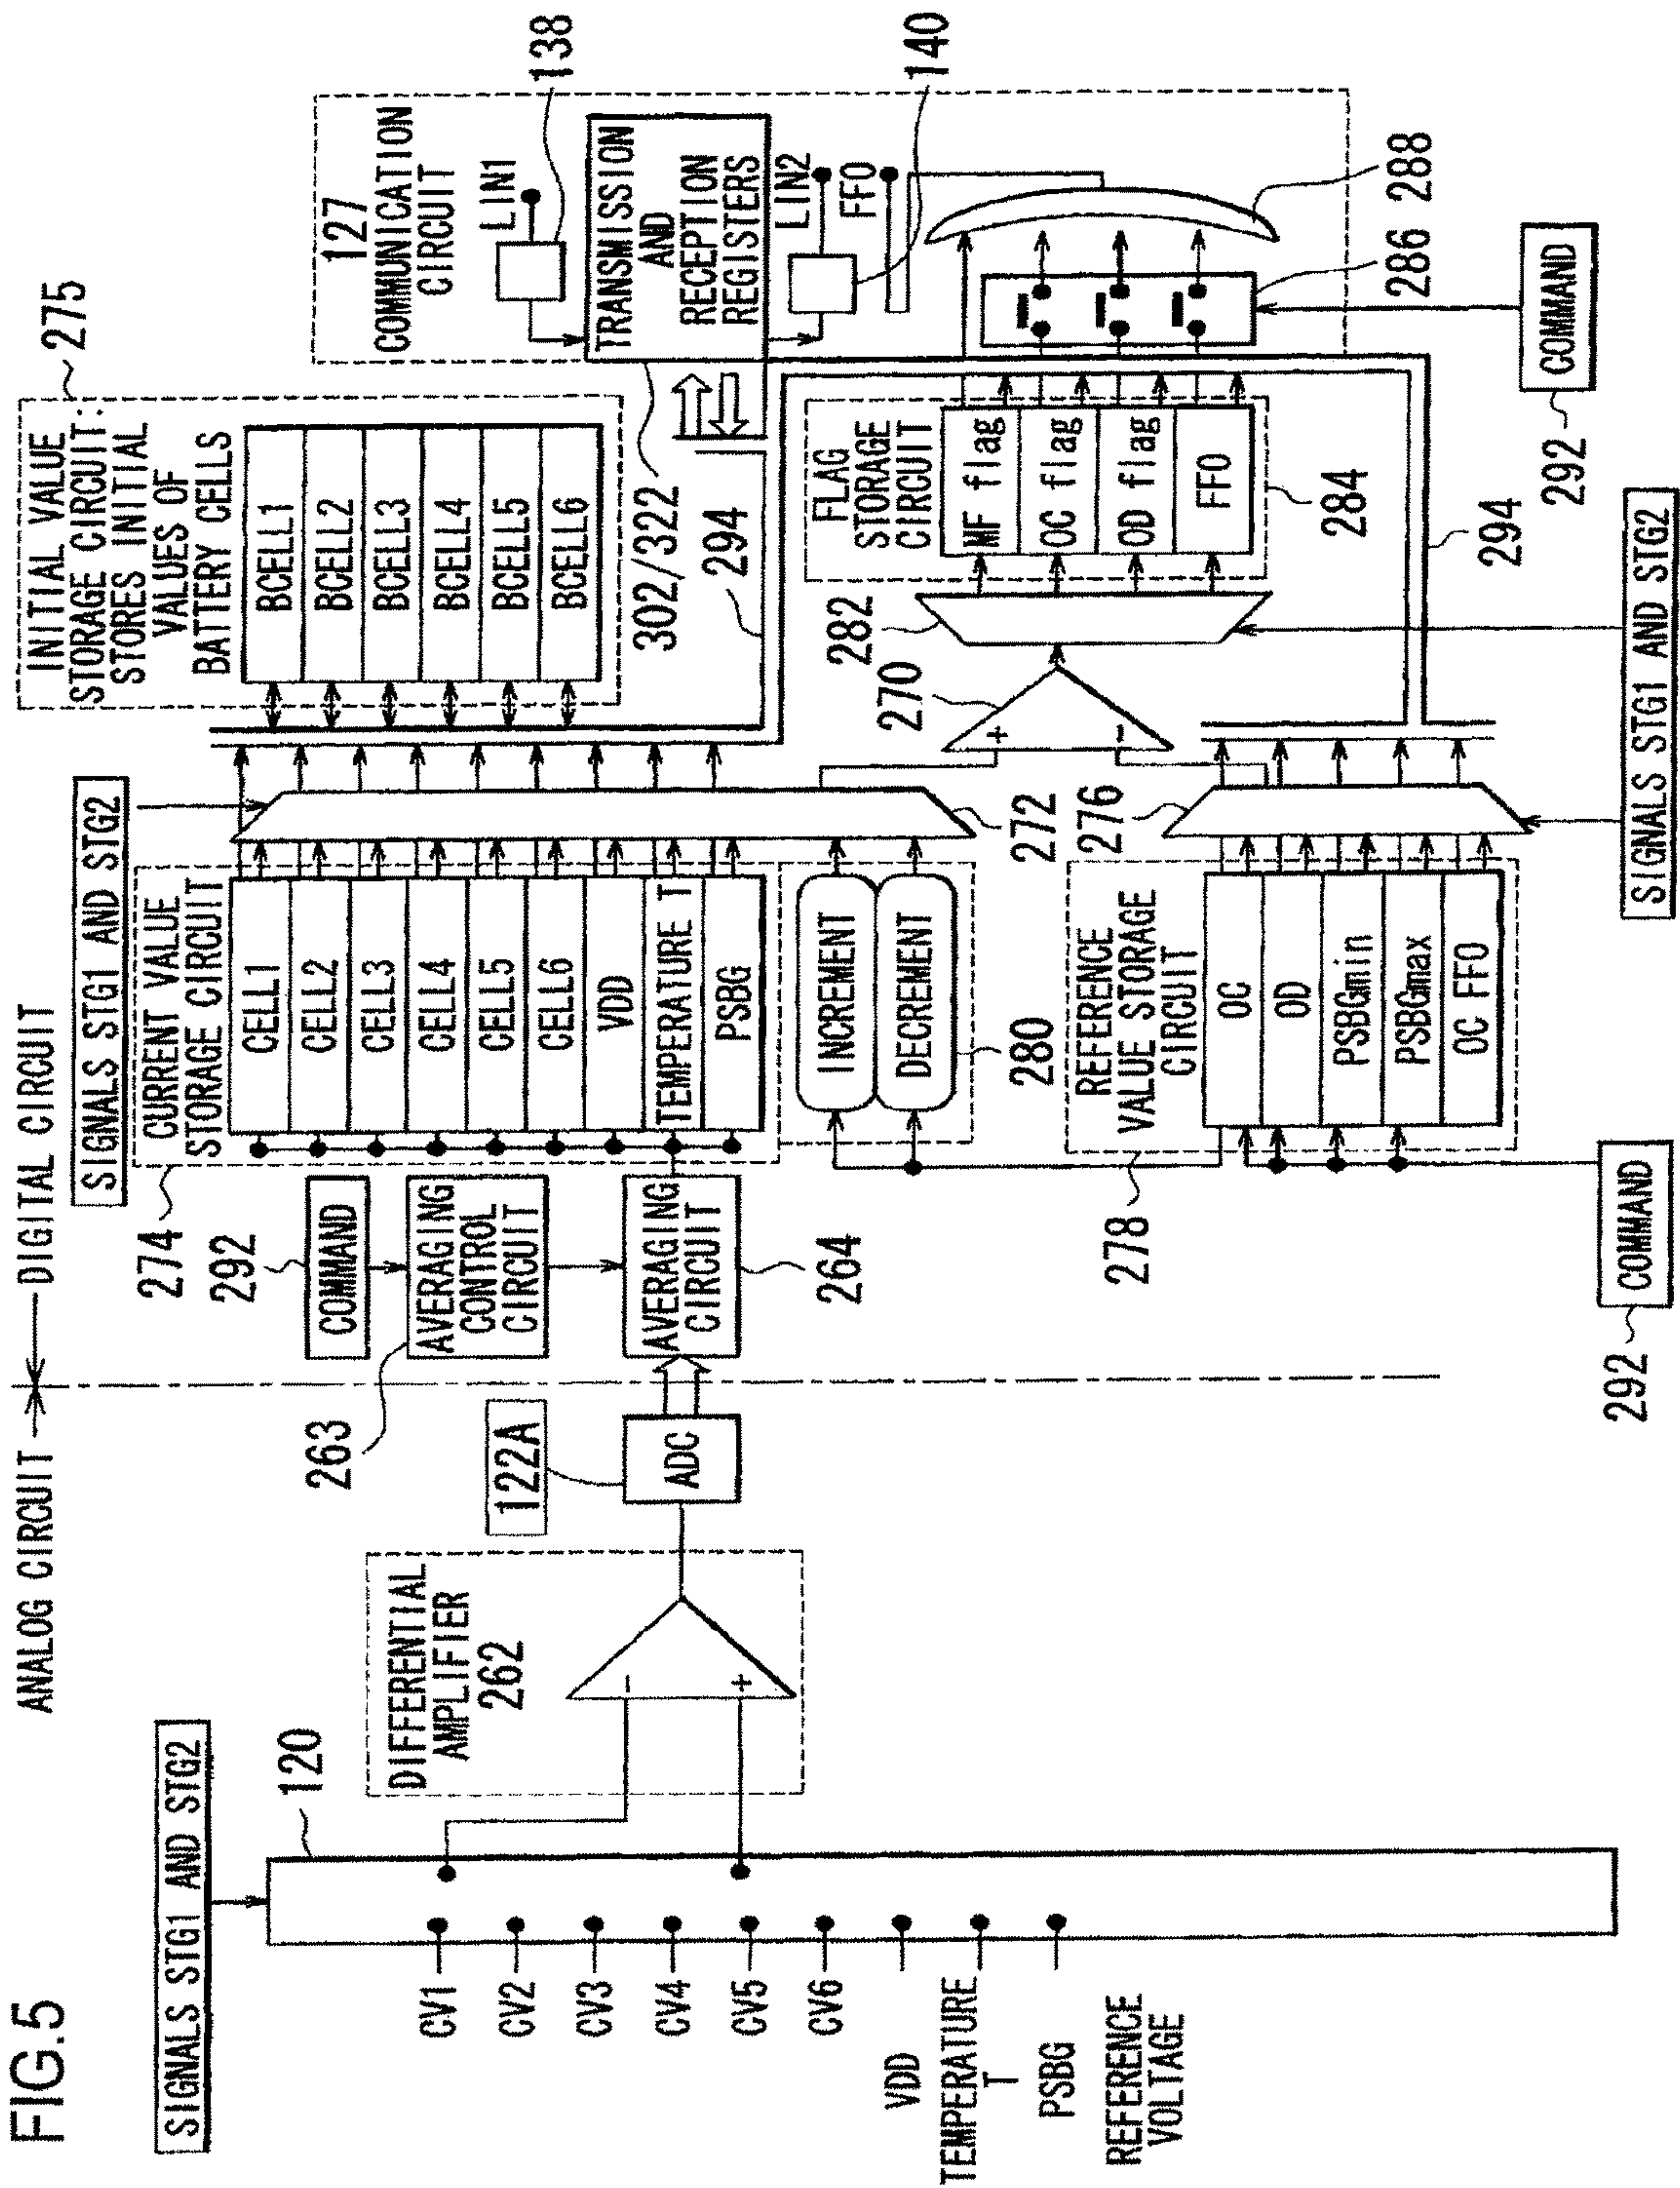 FIG.5
ANALOG CIRCUIT
DIGITAL CIRCUIT
SIGNALS STG1 AND STG2
120
CV1
CV2
CV3
CV4
CV5
CV6
VDD
TEMPERATURE
T
PSBG
REFERENCE
VOLTAGE
DIFFERENTIAL
AMPLIFIER
262
-
+
122A
ADC
263
292
COMMAND
AVERAGING
CONTROL
CIRCUIT
AVERAGING
CIRCUIT
264
SIGNALS STG1 AND STG2
274
CURRENT VALUE
STORAGE CIRCUIT
CELL1
CELL2
CELL3
CELL4
CELL5
CELL6
VDD
TEMPERATURE T
PSBG
INCREMENT
DECREMENT
280
272
276
278
REFERENCE
VALUE STORAGE
CIRCUIT
OC
OD
PSBGmin
PSBGmax
OC FFO
292
COMMAND
275
INITIAL VALUE
STORAGE CIRCUIT:
STORES INITIAL
VALUES OF
BATTERY CELLS
BCELL1
BCELL2
BCELL3
BCELL4
BCELL5
BCELL6
302/322
294
270
+
-
282
FLAG
STORAGE
CIRCUIT
MF flag
OC flag
OD flag
FFO
284
294
SIGNALS STG1 AND STG2
127
COMMUNICATION
CIRCUIT
LIN1
138
TRANSMISSION
AND
RECEPTION
REGISTERS
LIN2
FFO
140
288
286
292
COMMAND